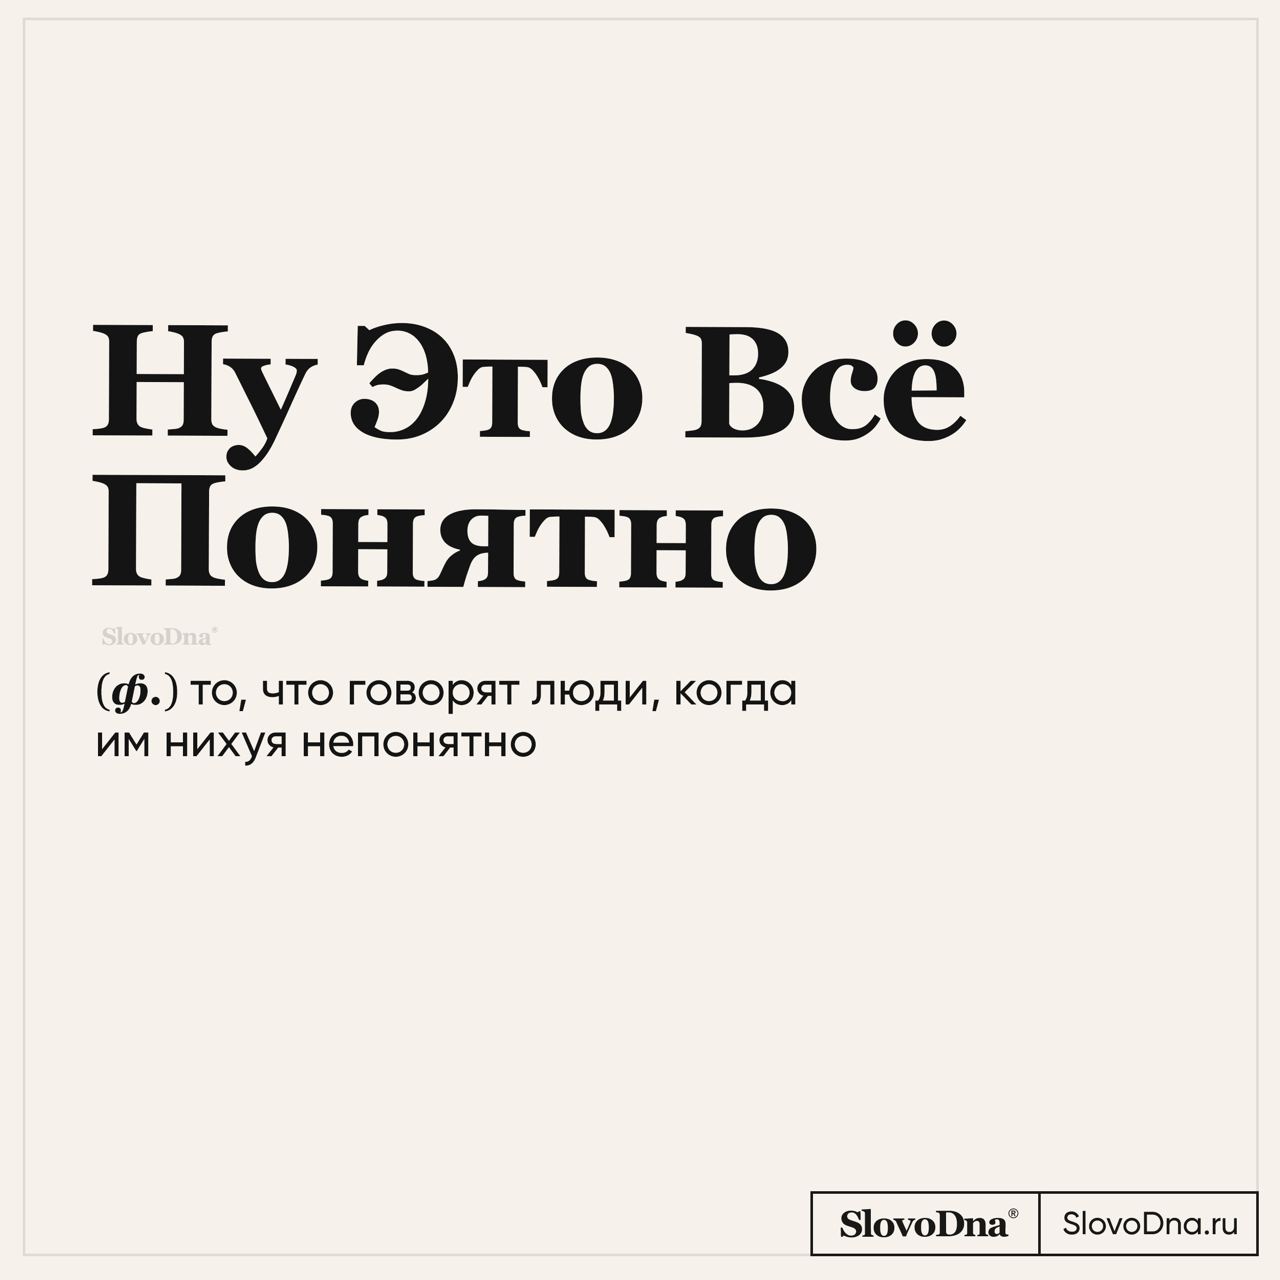 Ну Это Всё
Понятно
SlovoDna®
(ф.) то, что говорят люди, когда
им нихуя непонятно
SlovoDna® SlovoDna.ru